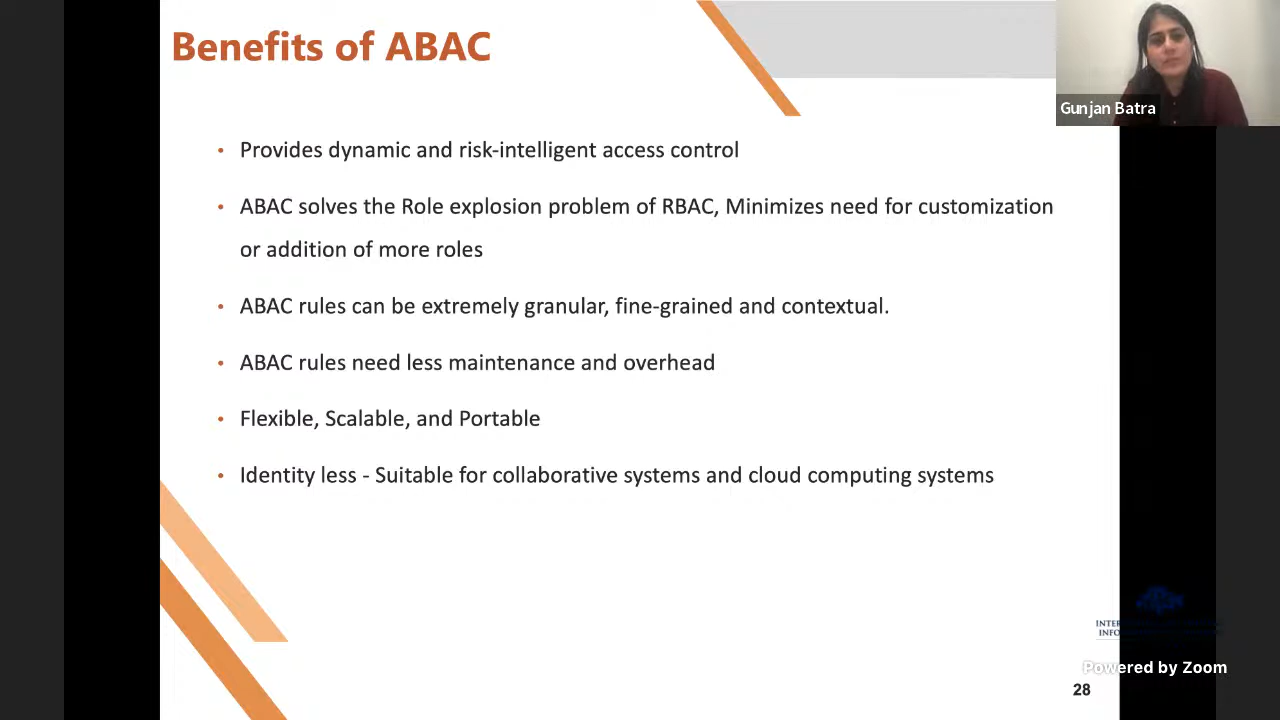 Benefits of ABAC
Gunjan Batra
• Provides dynamic and risk-intelligent access control
• ABAC solves the Role explosion problem of RBAC, Minimizes need for customization
or addition of more roles
• ABAC rules can be extremely granular, fine-grained and contextual.
• ABAC rules need less maintenance and overhead
• Flexible, Scalable, and Portable
• Identity less - Suitable for collaborative systems and cloud computing systems
Powered by Zoom
28